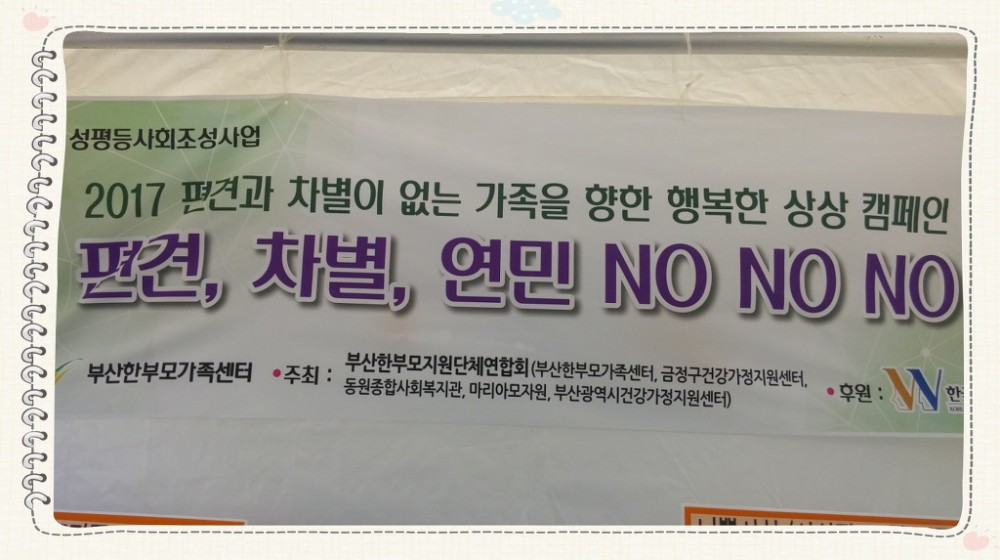 성평등사회조성사업
2017 편견과 차별이 없는 가족을 향한 행복한 상상 캠페인
편견, 차별, 연민 NO NO NO
부산한부모가족센터 • 주최 : 부산한부모지원단체연합회 (부산한부모가족센터, 금정구건강가정지원센터,
동원종합사회복지관, 마리아모자원, 부산광역시건강가정지원센터)
• 후원 : W 한국